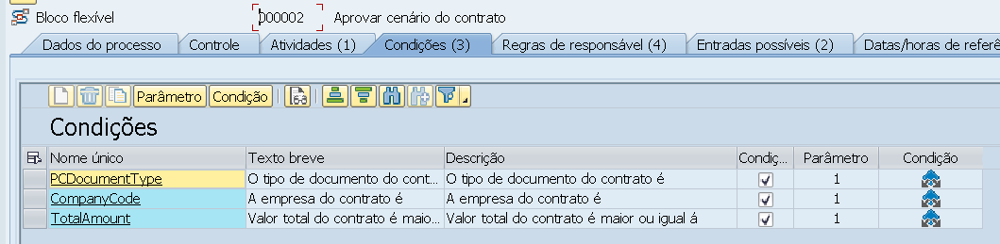 Bloco flexível 000002 Aprovar cenário do contrato
Dados do processo Controle Atividades (1) Condições (3) Regras de responsável (4) Entradas possíveis (2) Datas/horas de referê
Parâmetro Condição
Condições
Nome único Texto breve Descrição Condiç... Parâmetro Condição
PCDocumentType O tipo de documento do cont... O tipo de documento do contrato é 1
CompanyCode A empresa do contrato é A empresa do contrato é 1
TotalAmount Valor total do contrato é maio... Valor total do contrato é maior ou igual á 1